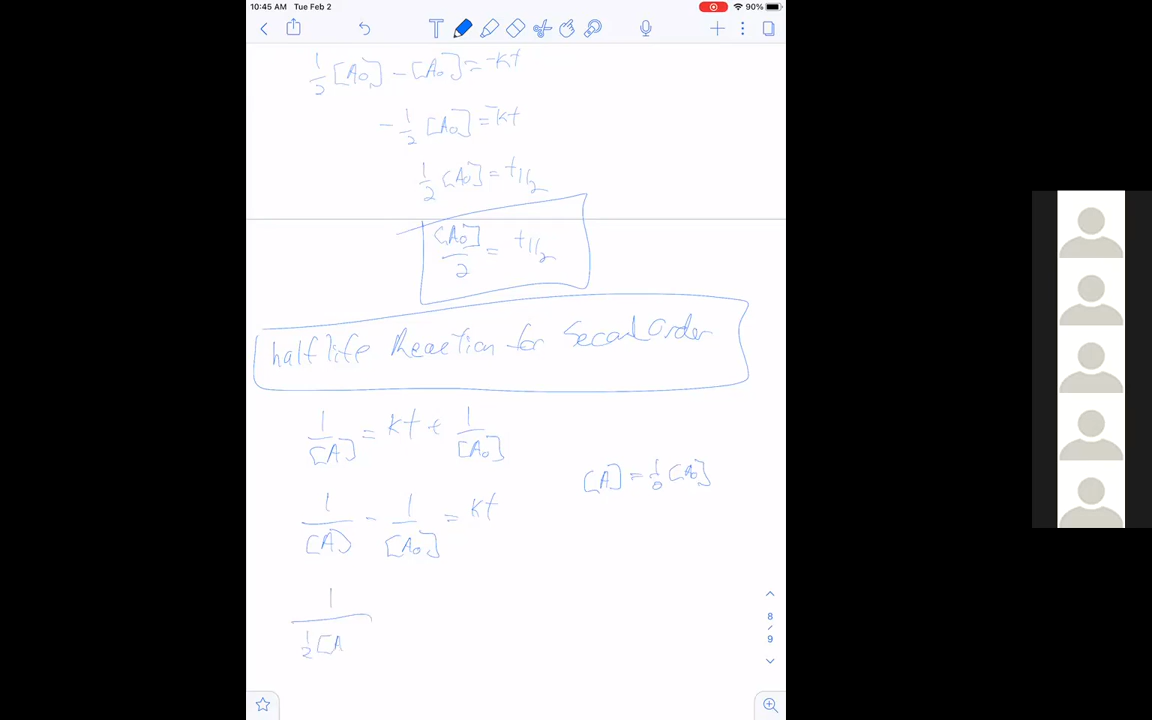 10:45 AM Tue Feb 2
90%
T
1/2 [A₀] - [A₀] = -kt
- 1/2 [A₀] = -kt
1/2 [A₀] = t1/2
[A₀]/2 = t1/2
half life Reaction for Second Order
1/[A] = kt + 1/[A₀]
[A] = 1/0 [A₀]
1/[A] - 1/[A₀] = kt
1
1/2 [A
8
/
9